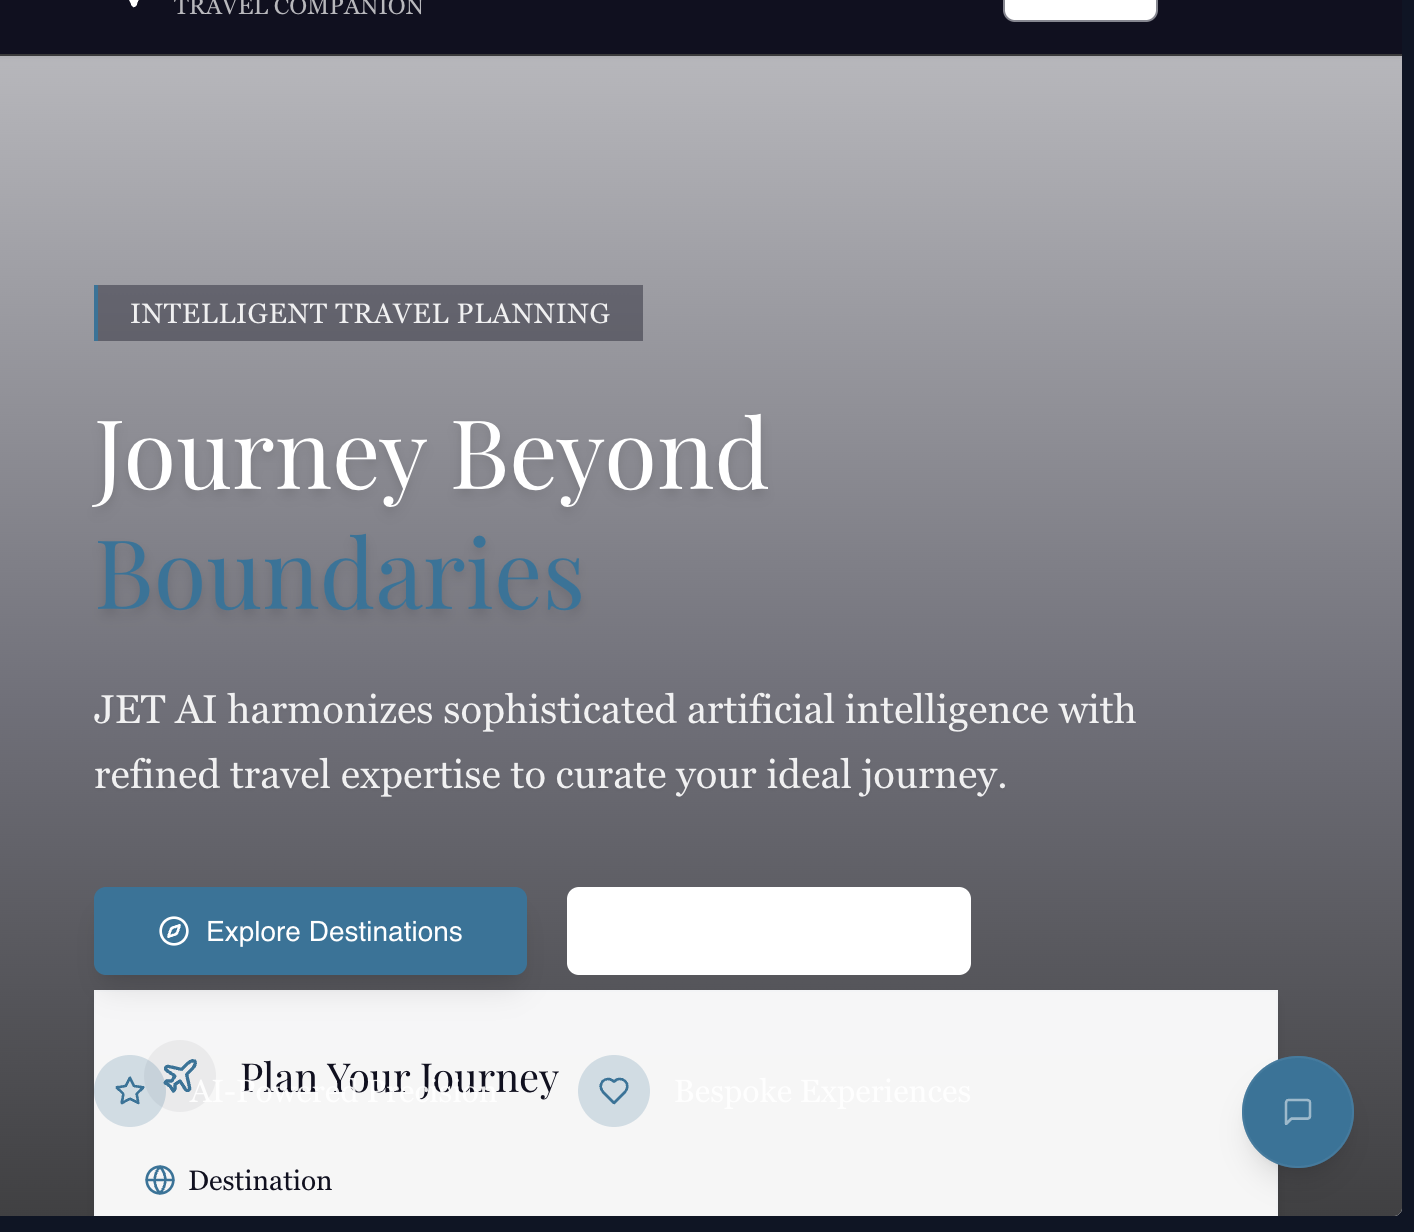 TRAVEL COMPANION
INTELLIGENT TRAVEL PLANNING
Journey Beyond
Boundaries
JET AI harmonizes sophisticated artificial intelligence with
refined travel expertise to curate your ideal journey.
Explore Destinations
Plan Your Journey
AI-Powered Precision
Bespoke Experiences
Destination